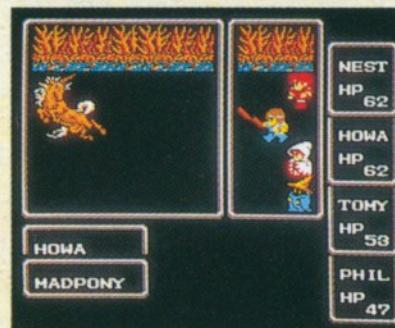 NEST
HP
62
HOWA
HP
62
TOMY
HP
53
PHIL
HP
47
HOWA
MADPONY